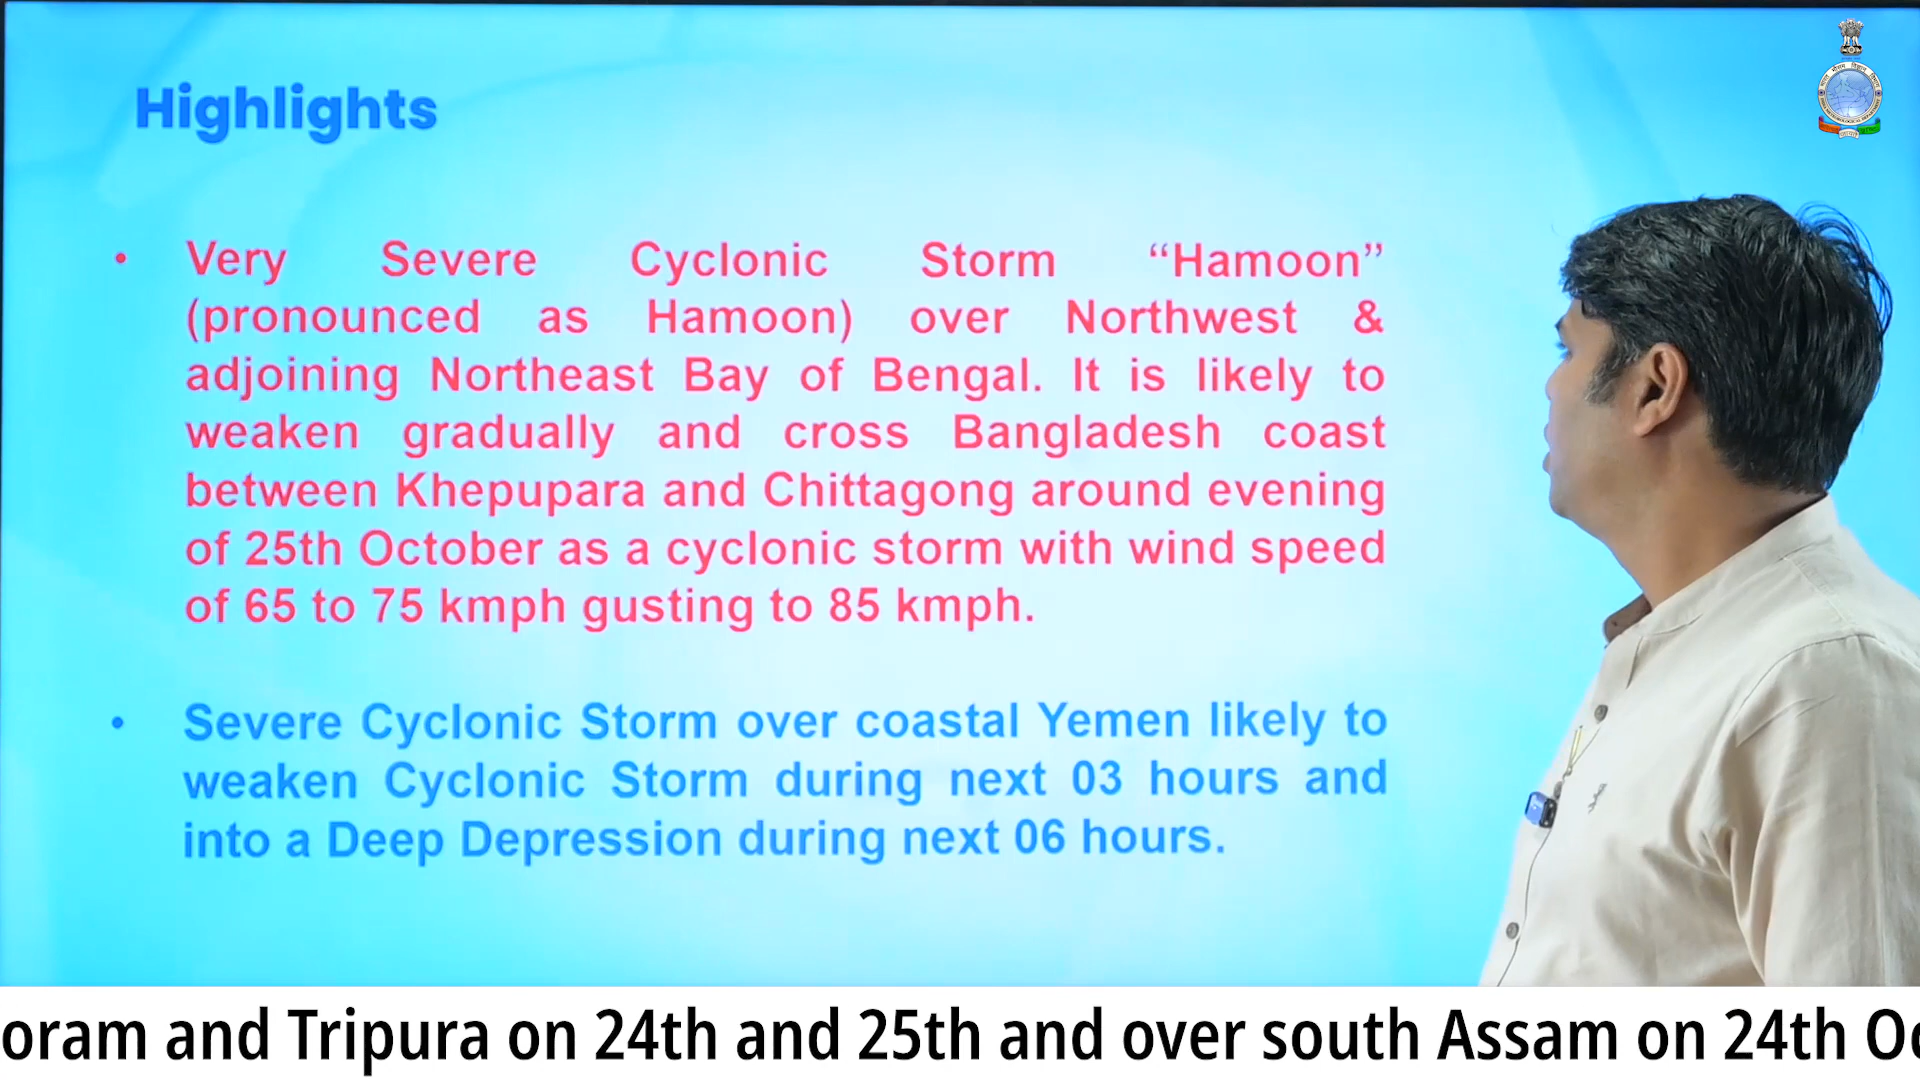 Highlights
• Very Severe Cyclonic Storm “Hamoon”
(pronounced as Hamoon) over Northwest &
adjoining Northeast Bay of Bengal. It is likely to
weaken gradually and cross Bangladesh coast
between Khepupara and Chittagong around evening
of 25th October as a cyclonic storm with wind speed
of 65 to 75 kmph gusting to 85 kmph.
• Severe Cyclonic Storm over coastal Yemen likely to
weaken Cyclonic Storm during next 03 hours and
into a Deep Depression during next 06 hours.
oram and Tripura on 24th and 25th and over south Assam on 24th Oc